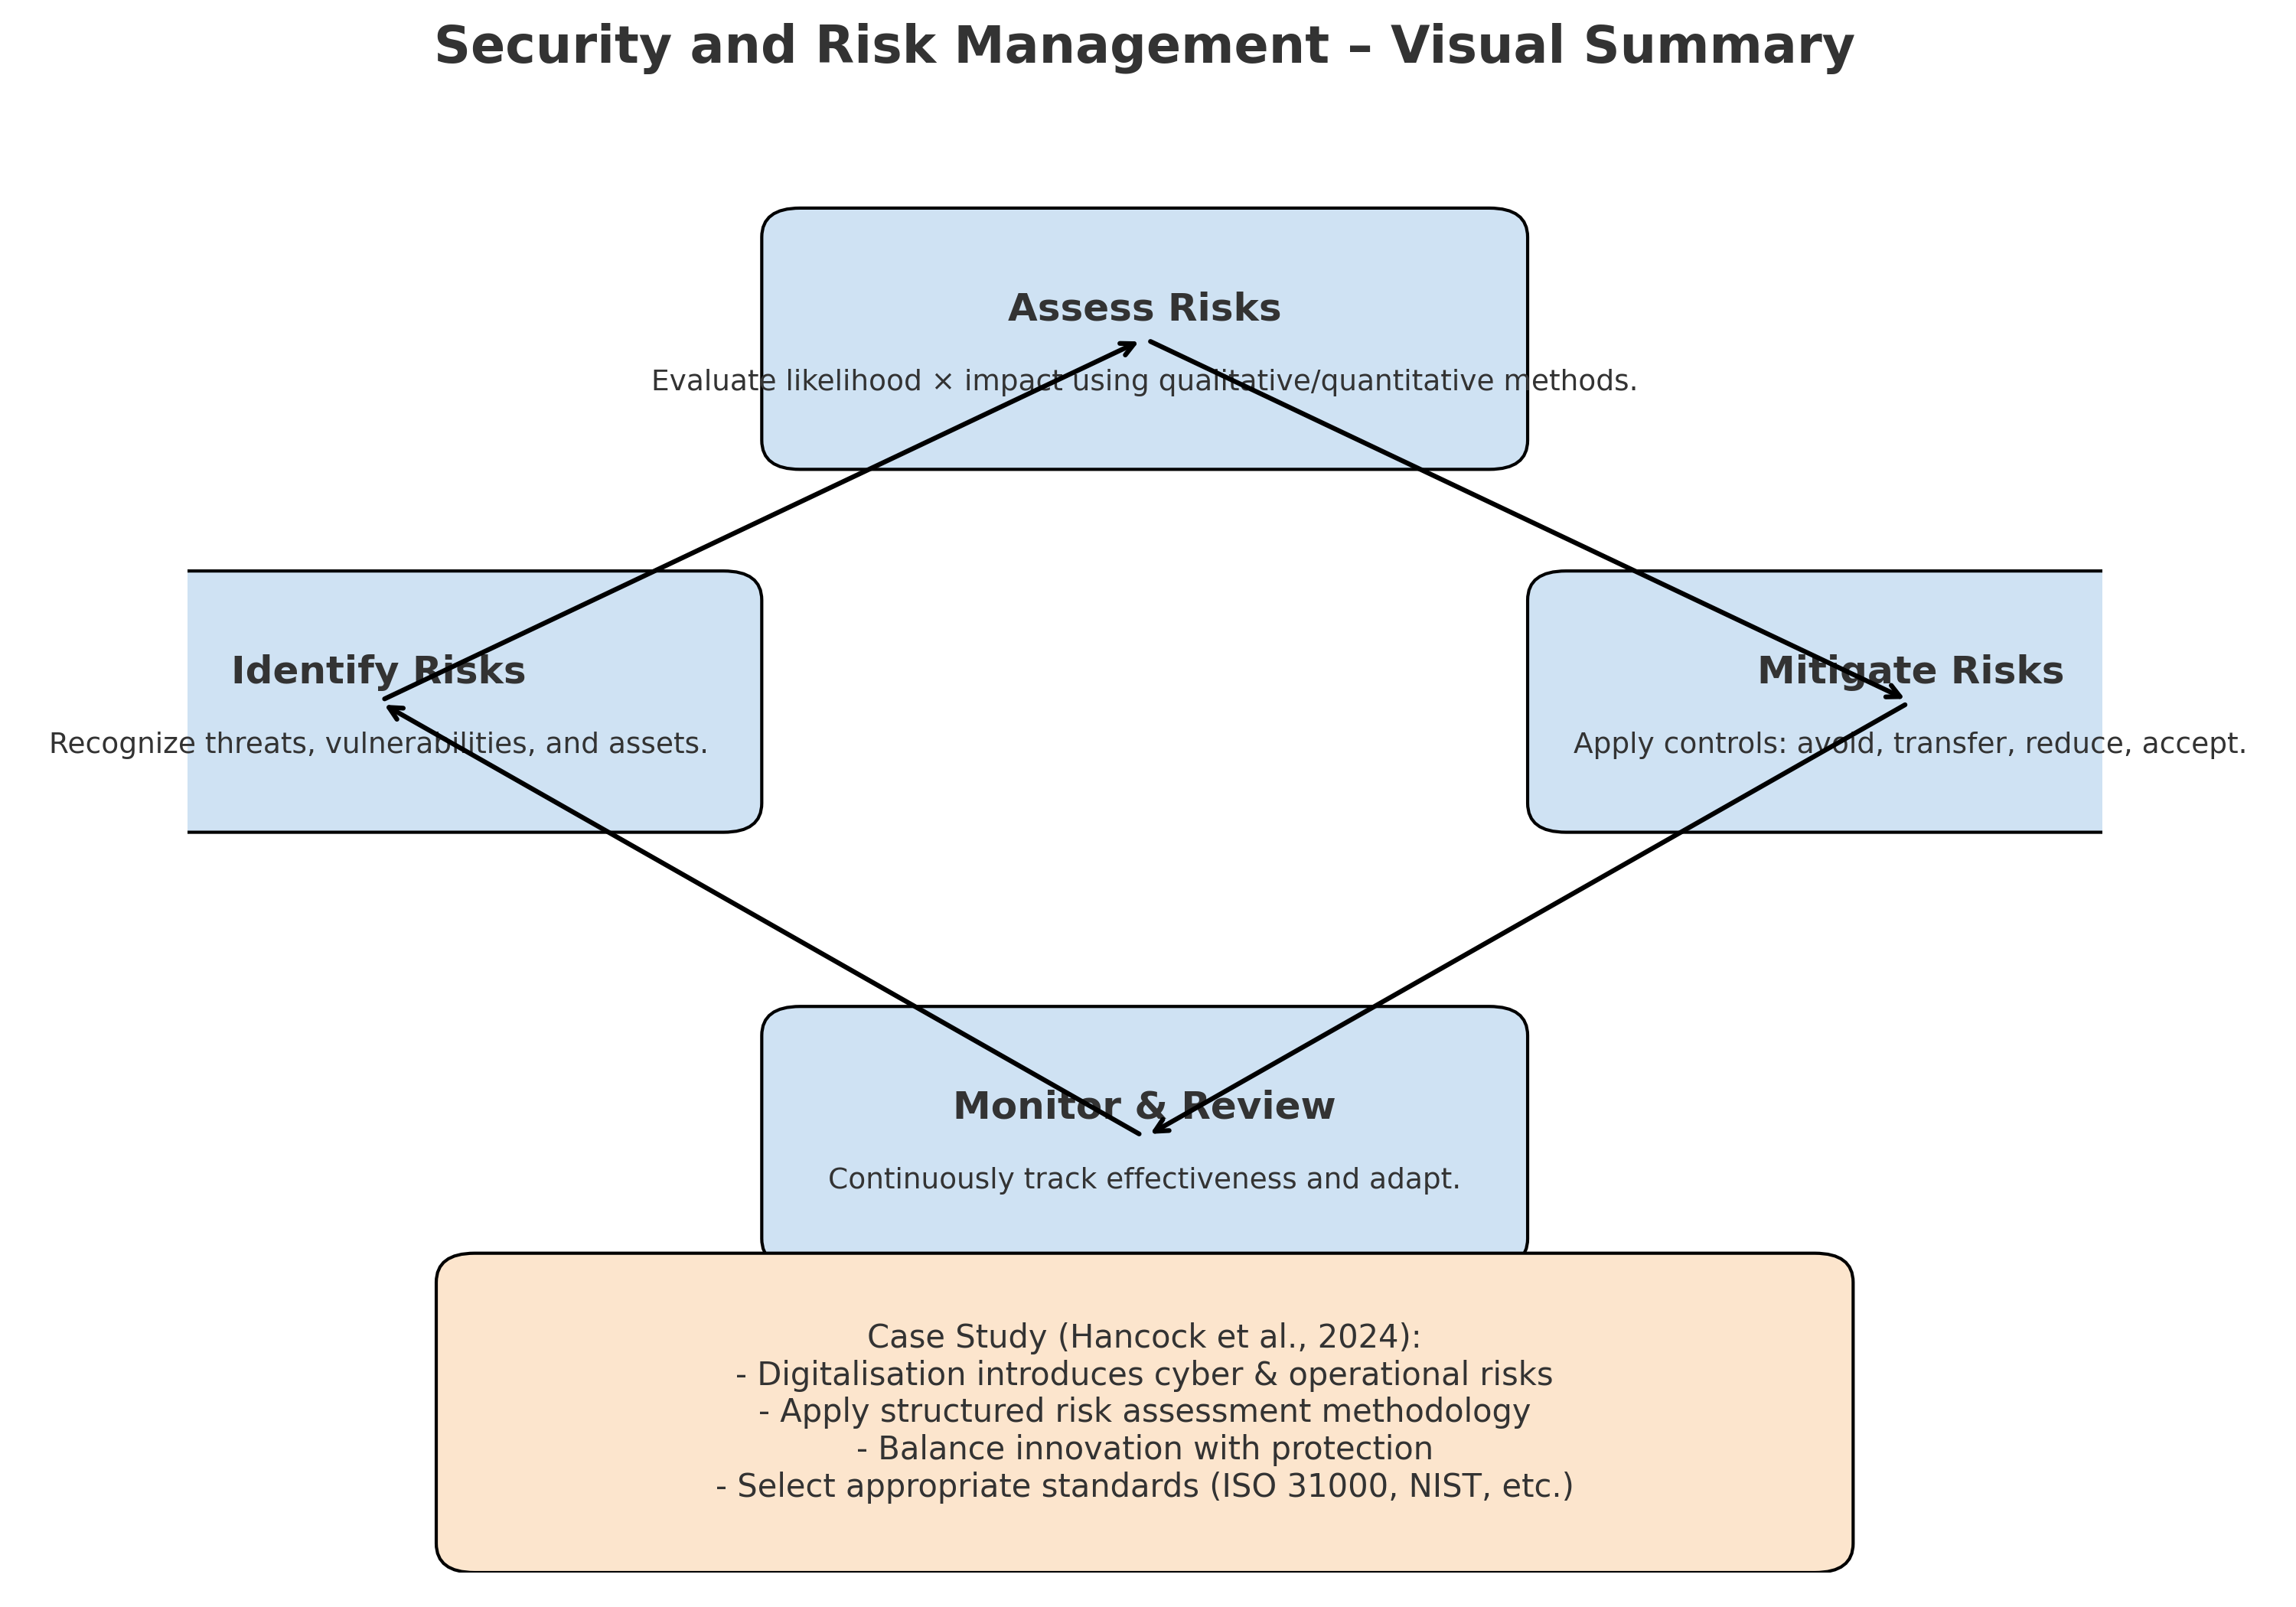 Security and Risk Management – Visual Summary
Assess Risks
Evaluate likelihood × impact using qualitative/quantitative methods.
Identify Risks
Recognize threats, vulnerabilities, and assets.
Mitigate Risks
Apply controls: avoid, transfer, reduce, accept.
Monitor & Review
Continuously track effectiveness and adapt.
Case Study (Hancock et al., 2024):
- Digitalisation introduces cyber & operational risks
- Apply structured risk assessment methodology
- Balance innovation with protection
- Select appropriate standards (ISO 31000, NIST, etc.)